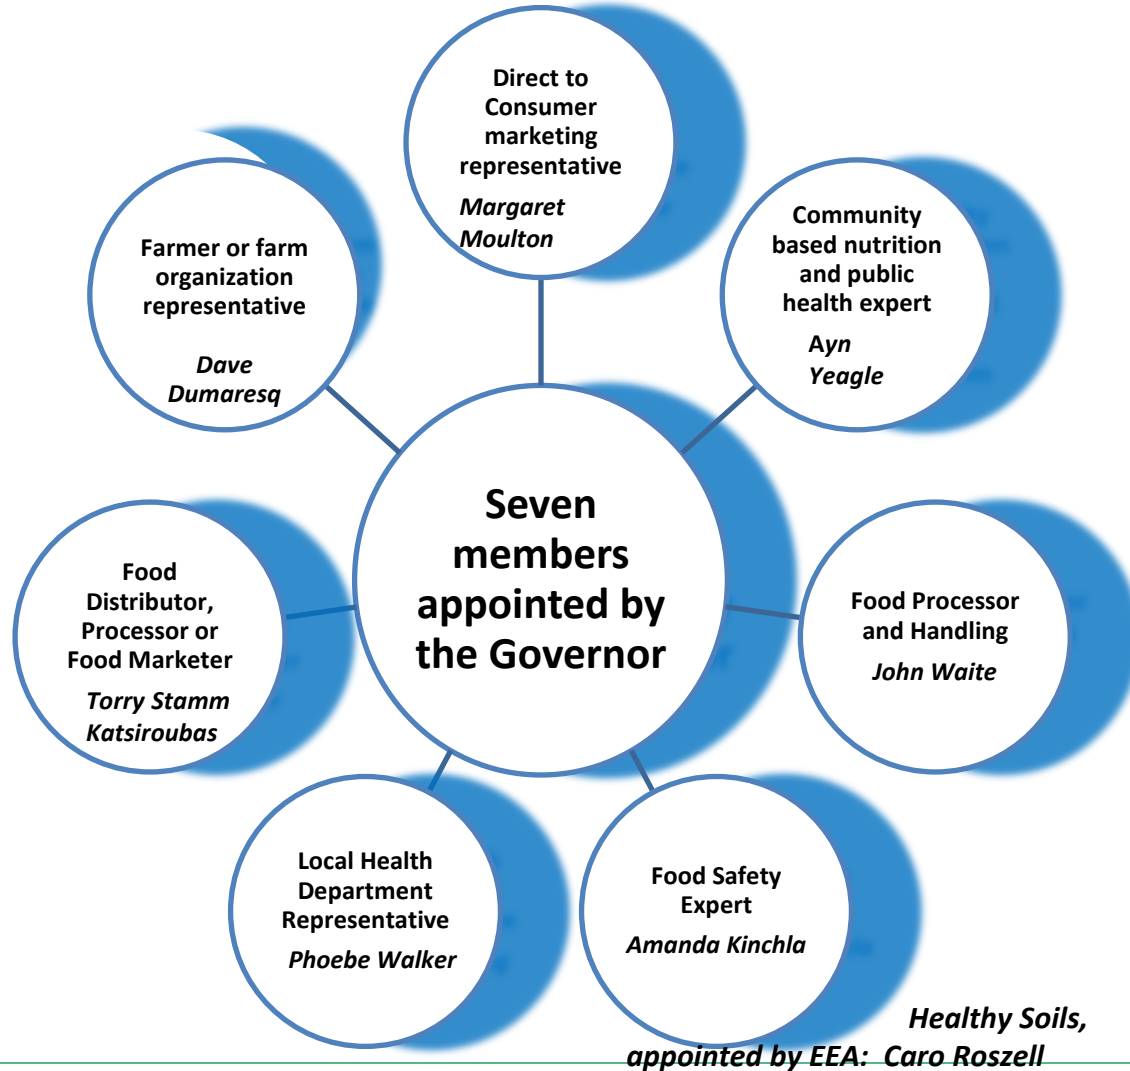 Direct to
Consumer
marketing
representative
Margaret
Moulton
Community
based nutrition
and public
health expert
Ayn
Yeagle
Food Processor
and Handling
John Waite
Food Safety
Expert
Amanda Kinchla
Local Health
Department
Representative
Phoebe Walker
Food
Distributor,
Processor or
Food Marketer
Torry Stamm
Katsiroubas
Farmer or farm
organization
representative
Dave
Dumaresq
Seven
members
appointed by
the Governor
Healthy Soils,
appointed by EEA: Caro Roszell